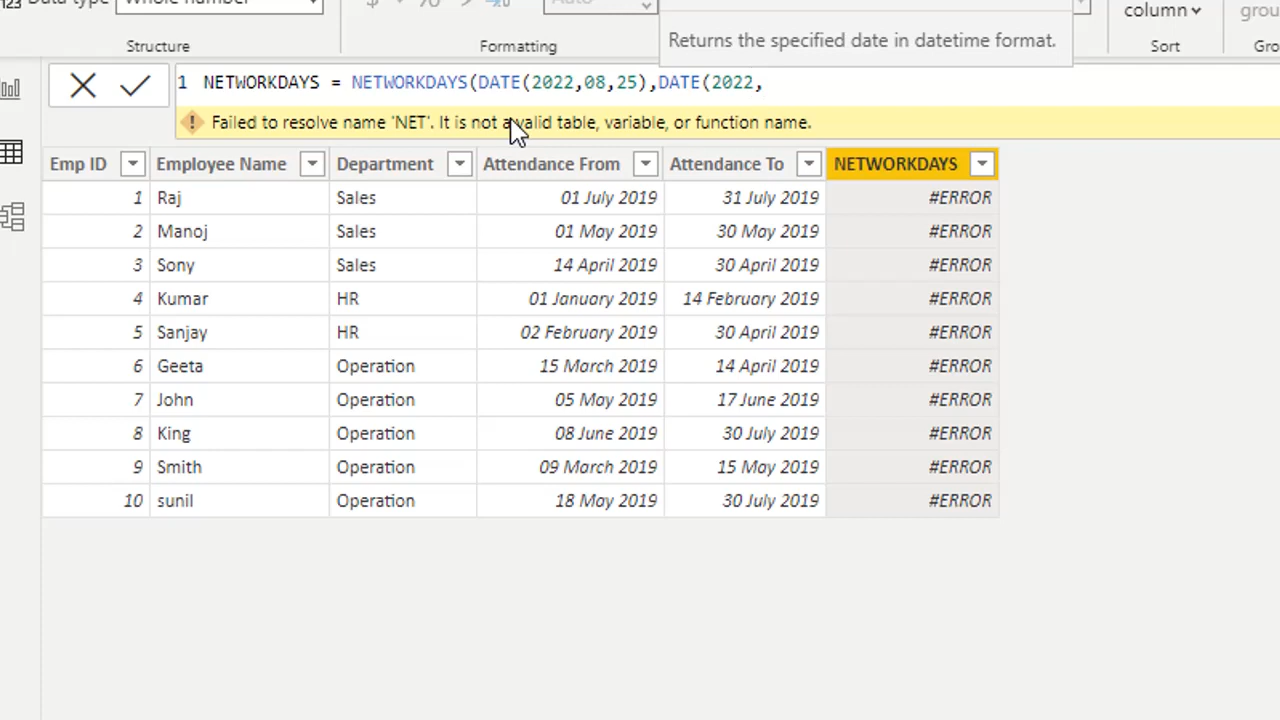 Data type Whole number
Auto
column
grou
Structure
Formatting
Returns the specified date in datetime format.
Sort
Gro
1 NETWORKDAYS = NETWORKDAYS(DATE(2022,08,25),DATE(2022,
Failed to resolve name 'NET'. It is not a valid table, variable, or function name.
Emp ID Employee Name Department Attendance From Attendance To NETWORKDAYS
1 Raj Sales 01 July 2019 31 July 2019 #ERROR
2 Manoj Sales 01 May 2019 30 May 2019 #ERROR
3 Sony Sales 14 April 2019 30 April 2019 #ERROR
4 Kumar HR 01 January 2019 14 February 2019 #ERROR
5 Sanjay HR 02 February 2019 30 April 2019 #ERROR
6 Geeta Operation 15 March 2019 14 April 2019 #ERROR
7 John Operation 05 May 2019 17 June 2019 #ERROR
8 King Operation 08 June 2019 30 July 2019 #ERROR
9 Smith Operation 09 March 2019 15 May 2019 #ERROR
10 sunil Operation 18 May 2019 30 July 2019 #ERROR